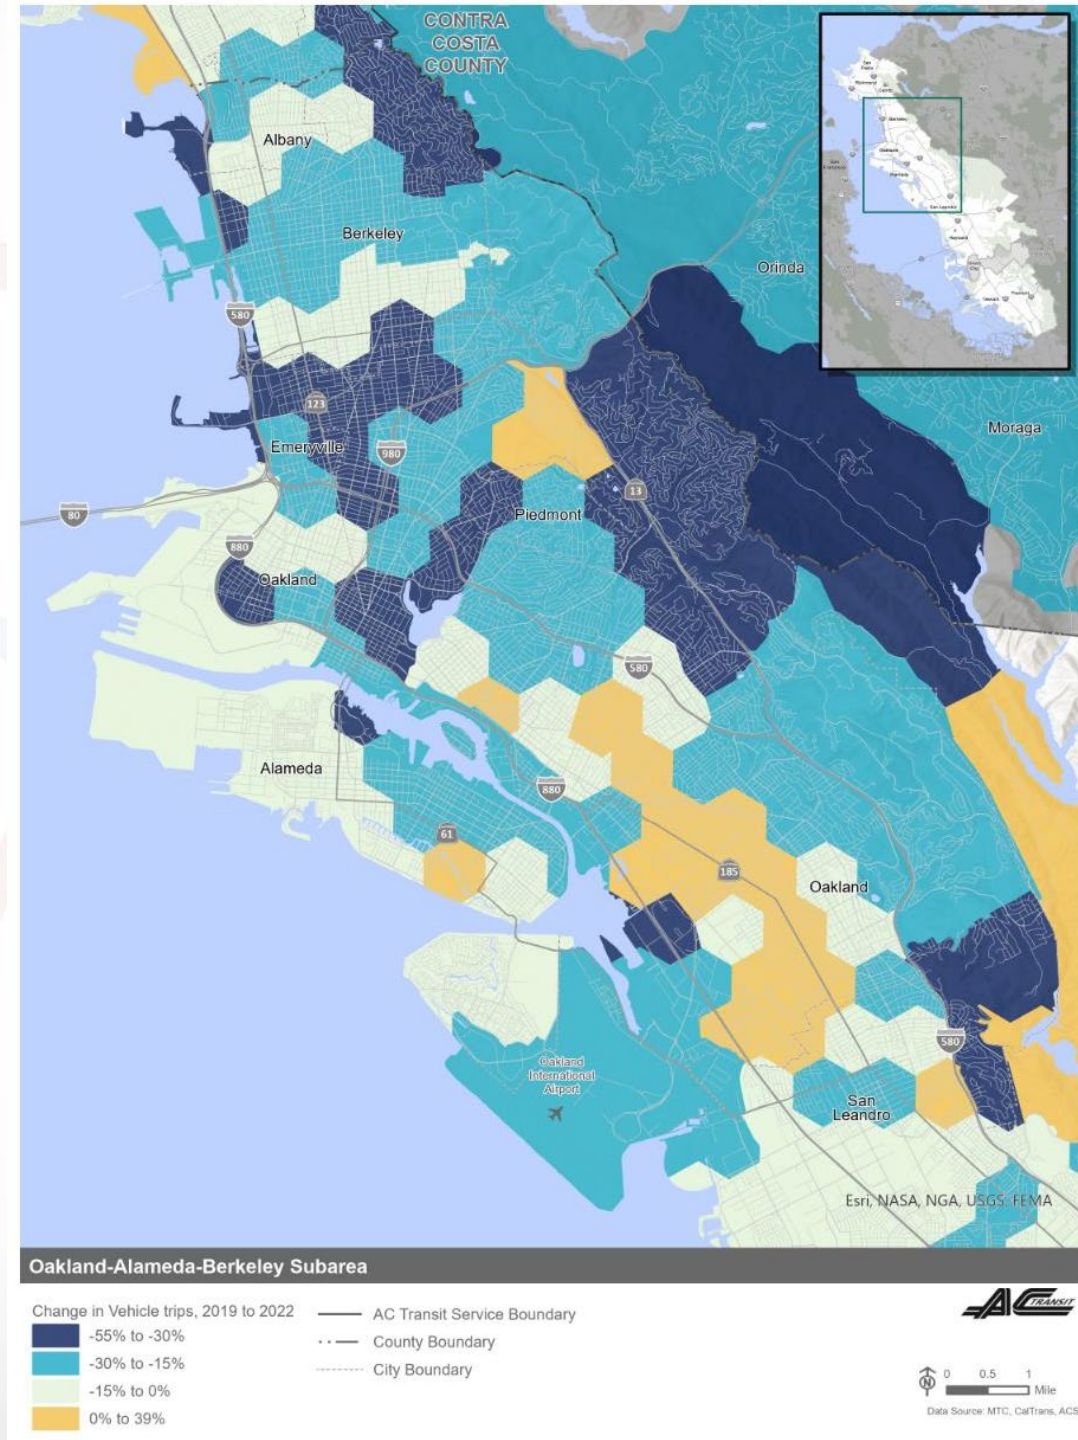 CONTRA
COSTA
COUNTY
Albany
Berkeley
Orinda
580
123
Emeryville
980
Moraga
13
80
Piedmont
880
Oakland
580
Alameda
880
61
185
Oakland
580
Oakland
International
Airport
San
Leandro
Esri, NASA, NGA, USGS, FEMA
Oakland-Alameda-Berkeley Subarea
Change in Vehicle trips, 2019 to 2022
-55% to -30%
-30% to -15%
-15% to 0%
0% to 39%
AC Transit Service Boundary
County Boundary
City Boundary
AC TRANSIT
N
0 0.5 1
Mile
Data Source: MTC, CalTrans, ACS